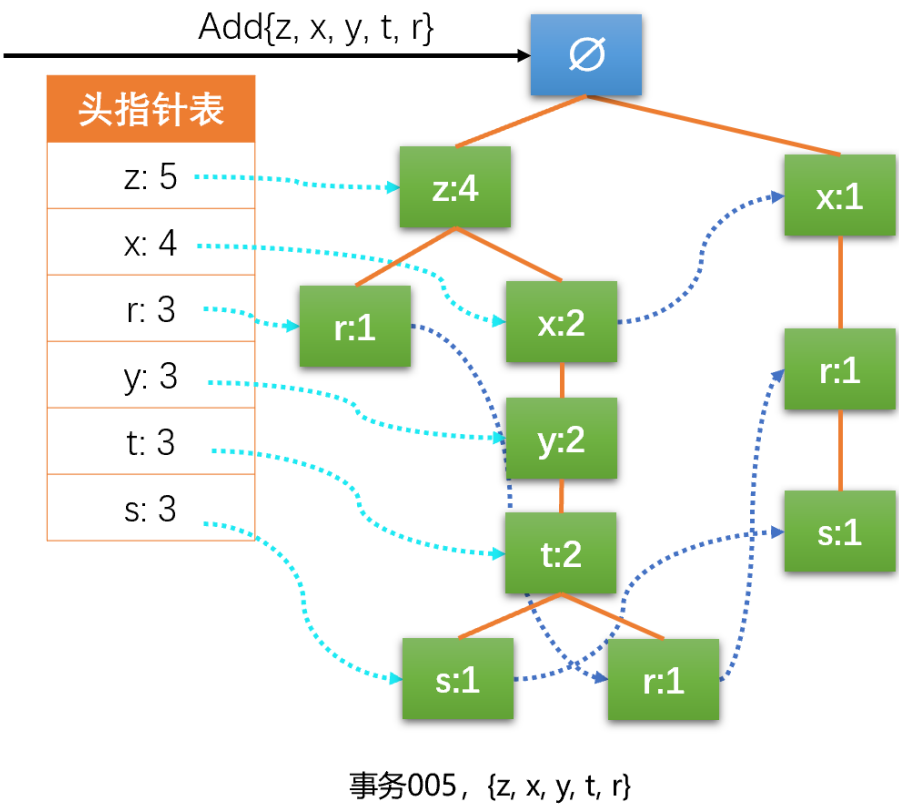 Add{z, x, y, t, r}
∅
头指针表
z: 5
x: 4
r: 3
y: 3
t: 3
s: 3
z:4
x:1
r:1
x:2
r:1
y:2
s:1
t:2
s:1
r:1
事务005，{z, x, y, t, r}